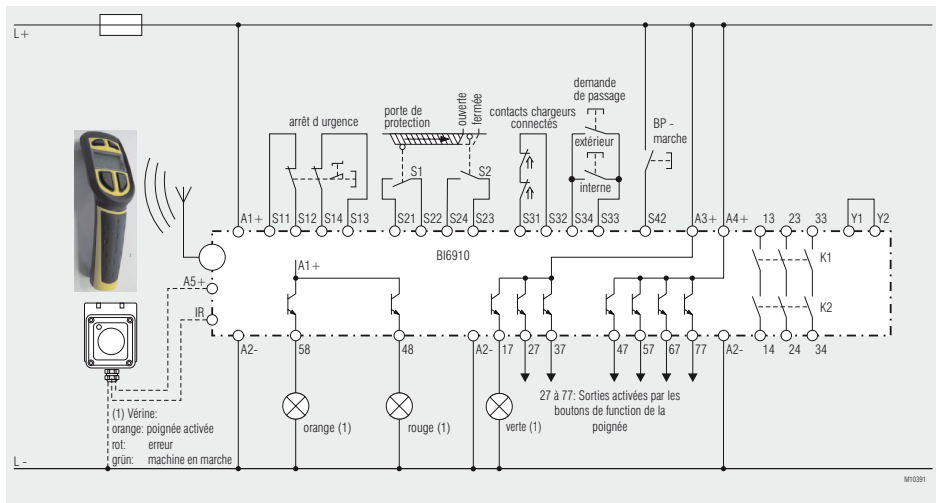 L+
demande
de passage
arrêt d urgence
porte de
protection
ouverte
fermée
contacts chargeurs
connectés
extérieur
interne
BP -
marche
S1
S2
A1+ S11 S12 S14 S13 S21 S22 S24 S23 S31 S32 S34 S33 S42 A3+ A4+ 13 23 33 Y1 Y2
BI6910
A1+
K1
K2
A5+
IR
A2- 58 48 A2- 17 27 37 47 57 67 77 A2- 14 24 34
27 à 77: Sorties activées par les
boutons de function de la
poignée
orange (1)
rouge (1)
verte (1)
(1) Vérine:
orange: poignée activée
rot: erreur
grün: machine en marche
L -
M10391